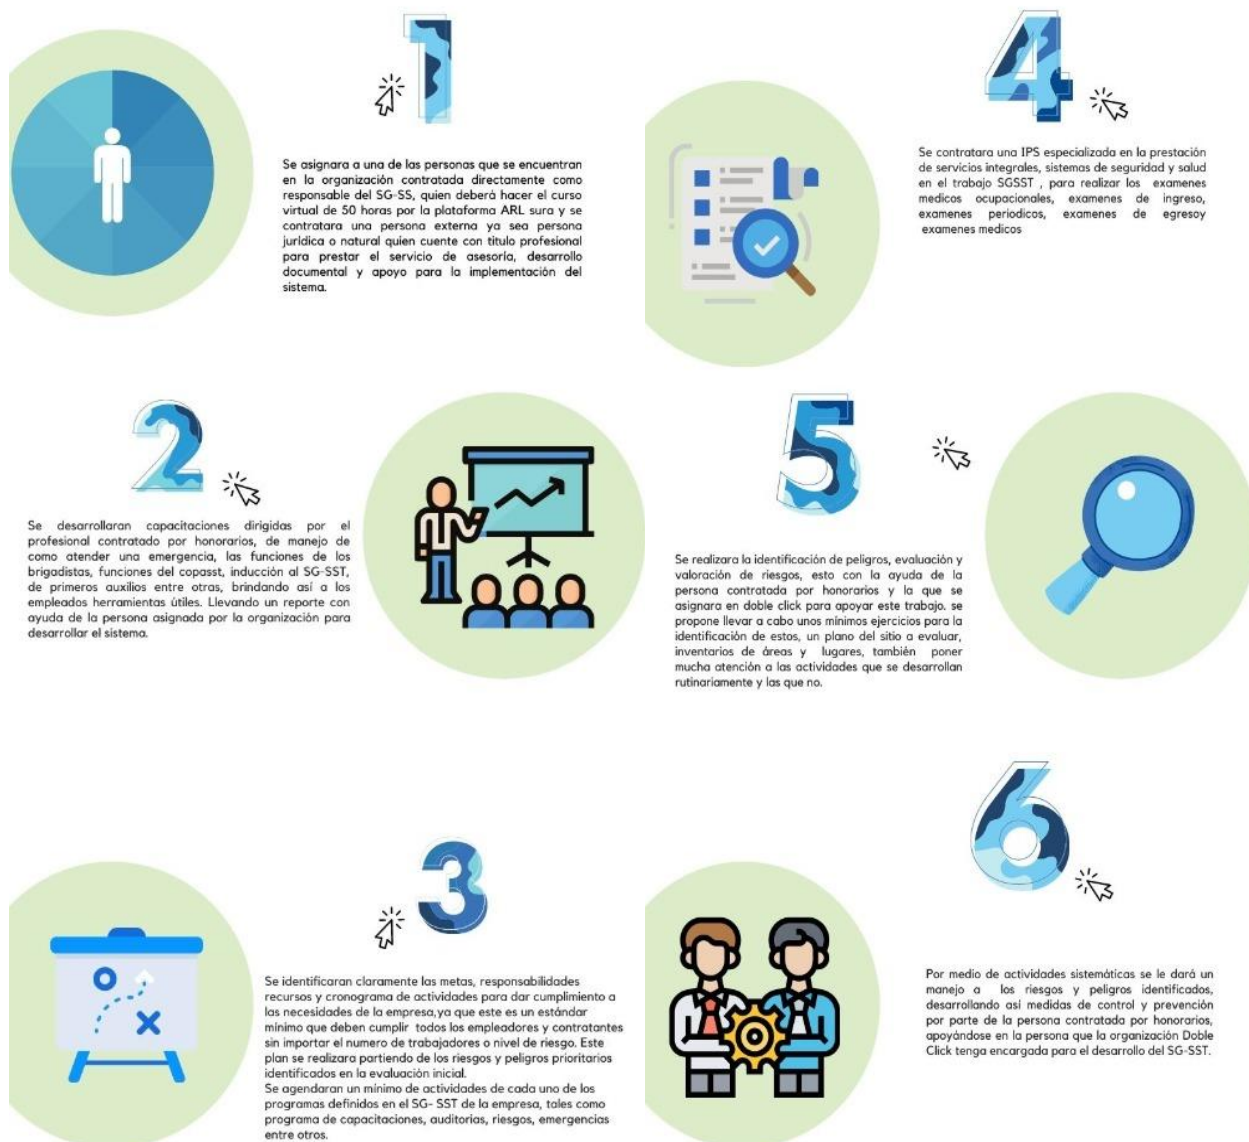 1
Se asignara a una de las personas que se encuentran
en la organización contratada directamente como
responsable del SG-SS, quien deberá hacer el curso
virtual de 50 horas por la plataforma ARL sura y se
contratara una persona externa ya sea persona
jurídica o natural quien cuente con titulo profesional
para prestar el servicio de asesoría, desarrollo
documental y apoyo para la implementación del
sistema.
2
Se desarrollaran capacitaciones dirigidas por el
profesional contratado por honorarios, de manejo de
como atender una emergencia, las funciones de los
brigadistas, funciones del copasst, inducción al SG-SST,
de primeros auxilios entre otras, brindando así a los
empleados herramientas útiles. Llevando un reporte con
ayuda de la persona asignada por la organización para
desarrollar el sistema.
3
Se identificaran claramente las metas, responsabilidades
recursos y cronograma de actividades para dar cumplimiento a
las necesidades de la empresa,ya que este es un estándar
mínimo que deben cumplir todos los empleadores y contratantes
sin importar el numero de trabajadores o nivel de riesgo. Este
plan se realizara partiendo de los riesgos y peligros prioritarios
identificados en la evaluación inicial.
Se agendaran un mínimo de actividades de cada uno de los
programas definidos en el SG- SST de la empresa, tales como
programa de capacitaciones, auditorias, riesgos, emergencias
entre otros.
4
Se contratara una IPS especializada en la prestación
de servicios integrales, sistemas de seguridad y salud
en el trabajo SGSST , para realizar los examenes
medicos ocupacionales, examenes de ingreso,
examenes periodicos, examenes de egresoy
examenes medicos
5
Se realizara la identificación de peligros, evaluación y
valoración de riesgos, esto con la ayuda de la
persona contratada por honorarios y la que se
asignara en doble click para apoyar este trabajo. se
propone llevar a cabo unos mínimos ejercicios para la
identificación de estos, un plano del sitio a evaluar,
inventarios de áreas y lugares, también poner
mucha atención a las actividades que se desarrollan
rutinariamente y las que no.
6
Por medio de actividades sistemáticas se le dará un
manejo a los riesgos y peligros identificados,
desarrollando así medidas de control y prevención
por parte de la persona contratada por honorarios,
apoyándose en la persona que la organización Doble
Click tenga encargada para el desarrollo del SG-SST.